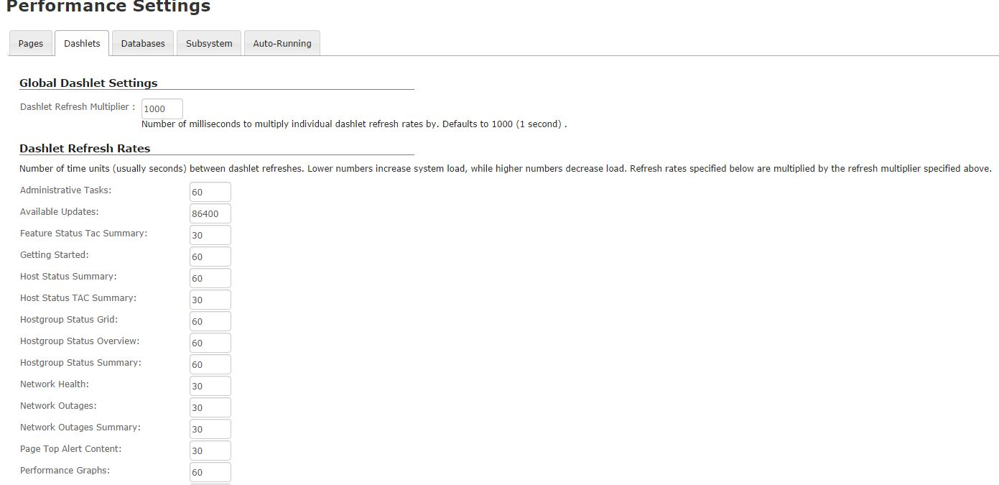 Performance Settings
Pages Dashlets Databases Subsystem Auto-Running
Global Dashlet Settings
Dashlet Refresh Multiplier : 1000
Number of milliseconds to multiply individual dashlet refresh rates by. Defaults to 1000 (1 second) .
Dashlet Refresh Rates
Number of time units (usually seconds) between dashlet refreshes. Lower numbers increase system load, while higher numbers decrease load. Refresh rates specified below are multiplied by the refresh multiplier specified above.
Administrative Tasks: 60
Available Updates: 86400
Feature Status Tac Summary: 30
Getting Started: 60
Host Status Summary: 60
Host Status TAC Summary: 30
Hostgroup Status Grid: 60
Hostgroup Status Overview: 60
Hostgroup Status Summary: 60
Network Health: 30
Network Outages: 30
Network Outages Summary: 30
Page Top Alert Content: 30
Performance Graphs: 60